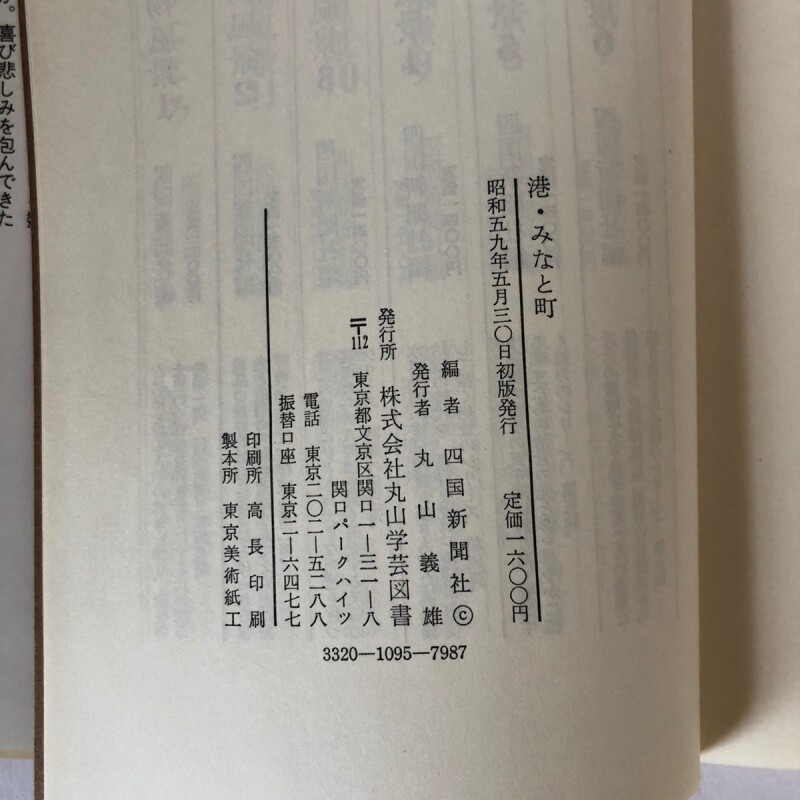 港・みなと町
昭和五九年五月三〇日初版発行　定価一六〇〇円
編者　四国新聞社©
発行者　丸山義雄
発行所　株式会社丸山学芸図書
〒112　東京都文京区関口一—三一—八
関口パークハイツ
電話　東京二〇二—五二八八
振替口座　東京二—六四七七
印刷所　高長印刷
製本所　東京美術紙工
3320—1095—7987
喜び悲しみを包んできた